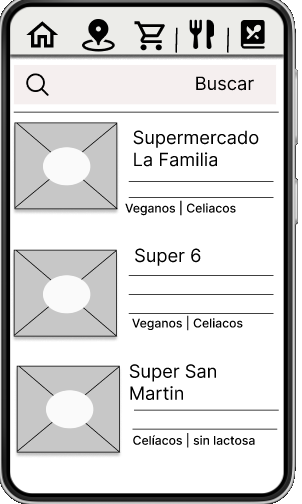 Buscar
Supermercado
La Familia
Veganos | Celiacos
Super 6
Veganos | Celiacos
Super San
Martin
Celíacos | sin lactosa